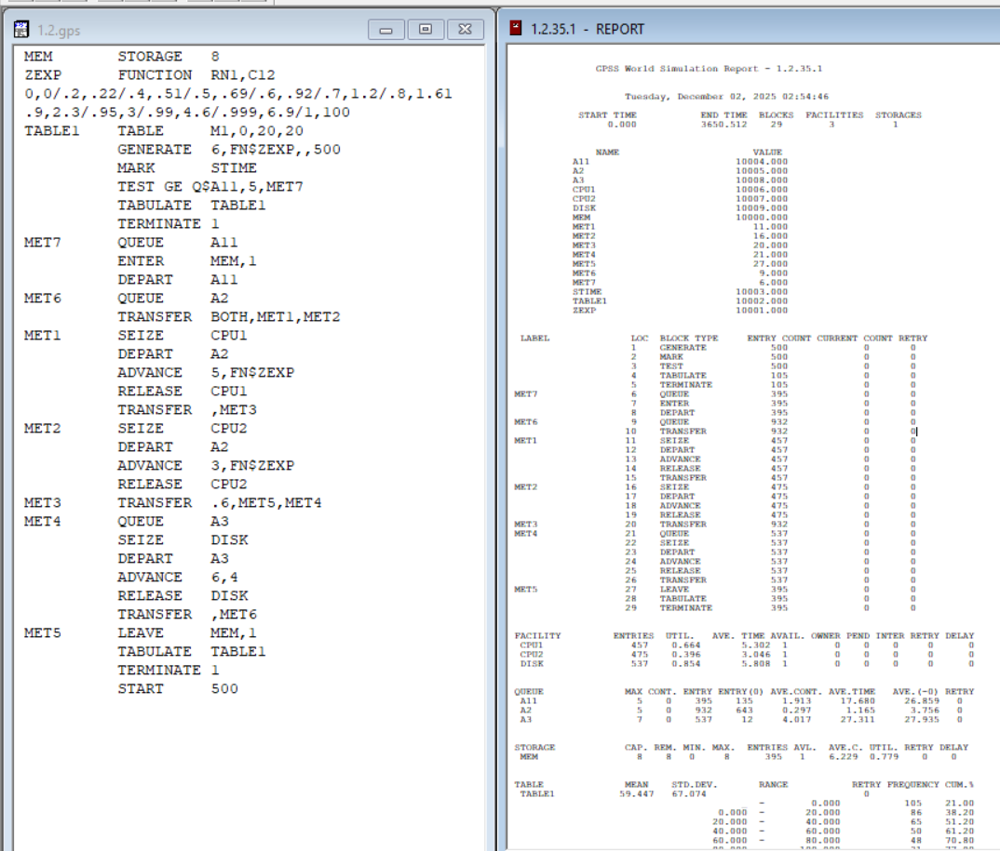 1.2.gps
MEM STORAGE 8
ZEXP FUNCTION RN1,C12
0,0/.2,.22/.4,.51/.5,.69/.6,.92/.7,1.2/.8,1.61
.9,2.3/.95,3/.99,4.6/.999,6.9/1,100
TABLE1 TABLE M1,0,20,20
GENERATE 6,FN$ZEXP,,500
MARK STIME
TEST GE Q$A11,5,MET7
TABULATE TABLE1
TERMINATE 1
MET7 QUEUE A11
ENTER MEM,1
DEPART A11
MET6 QUEUE A2
TRANSFER BOTH,MET1,MET2
MET1 SEIZE CPU1
DEPART A2
ADVANCE 5,FN$ZEXP
RELEASE CPU1
TRANSFER ,MET3
MET2 SEIZE CPU2
DEPART A2
ADVANCE 3,FN$ZEXP
RELEASE CPU2
MET3 TRANSFER .6,MET5,MET4
MET4 QUEUE A3
SEIZE DISK
DEPART A3
ADVANCE 6,4
RELEASE DISK
TRANSFER ,MET6
MET5 LEAVE MEM,1
TABULATE TABLE1
TERMINATE 1
START 500
1.2.35.1 - REPORT
GPSS World Simulation Report - 1.2.35.1
Tuesday, December 02, 2025 02:54:46
START TIME END TIME BLOCKS FACILITIES STORAGES
0.000 3650.512 29 3 1
NAME VALUE
A11 10004.000
A2 10005.000
A3 10008.000
CPU1 10006.000
CPU2 10007.000
DISK 10009.000
MEM 10000.000
MET1 11.000
MET2 16.000
MET3 20.000
MET4 21.000
MET5 27.000
MET6 9.000
MET7 6.000
STIME 10003.000
TABLE1 10002.000
ZEXP 10001.000
LABEL LOC BLOCK TYPE ENTRY COUNT CURRENT COUNT RETRY
1 GENERATE 500 0 0
2 MARK 500 0 0
3 TEST 500 0 0
4 TABULATE 105 0 0
5 TERMINATE 105 0 0
MET7 6 QUEUE 395 0 0
7 ENTER 395 0 0
8 DEPART 395 0 0
MET6 9 QUEUE 932 0 0
10 TRANSFER 932 0 0
MET1 11 SEIZE 457 0 0
12 DEPART 457 0 0
13 ADVANCE 457 0 0
14 RELEASE 457 0 0
15 TRANSFER 457 0 0
MET2 16 SEIZE 475 0 0
17 DEPART 475 0 0
18 ADVANCE 475 0 0
19 RELEASE 475 0 0
MET3 20 TRANSFER 932 0 0
MET4 21 QUEUE 537 0 0
22 SEIZE 537 0 0
23 DEPART 537 0 0
24 ADVANCE 537 0 0
25 RELEASE 537 0 0
26 TRANSFER 537 0 0
MET5 27 LEAVE 395 0 0
28 TABULATE 395 0 0
29 TERMINATE 395 0 0
FACILITY ENTRIES UTIL. AVE. TIME AVAIL. OWNER PEND INTER RETRY DELAY
CPU1 457 0.664 5.302 1 0 0 0 0 0
CPU2 475 0.396 3.046 1 0 0 0 0 0
DISK 537 0.854 5.808 1 0 0 0 0 0
QUEUE MAX CONT. ENTRY ENTRY(0) AVE.CONT. AVE.TIME AVE.(-0) RETRY
A11 5 0 395 135 1.913 17.680 26.859 0
A2 5 0 932 643 0.297 1.165 3.756 0
A3 7 0 537 12 4.017 27.311 27.935 0
STORAGE CAP. REM. MIN. MAX. ENTRIES AVL. AVE.C. UTIL. RETRY DELAY
MEM 8 8 0 8 395 1 6.229 0.779 0 0
TABLE MEAN STD.DEV. RANGE RETRY FREQUENCY CUM.%
TABLE1 59.447 67.074 0
- 0.000 105 21.00
0.000 - 20.000 86 38.20
20.000 - 40.000 65 51.20
40.000 - 60.000 50 61.20
60.000 - 80.000 48 70.80